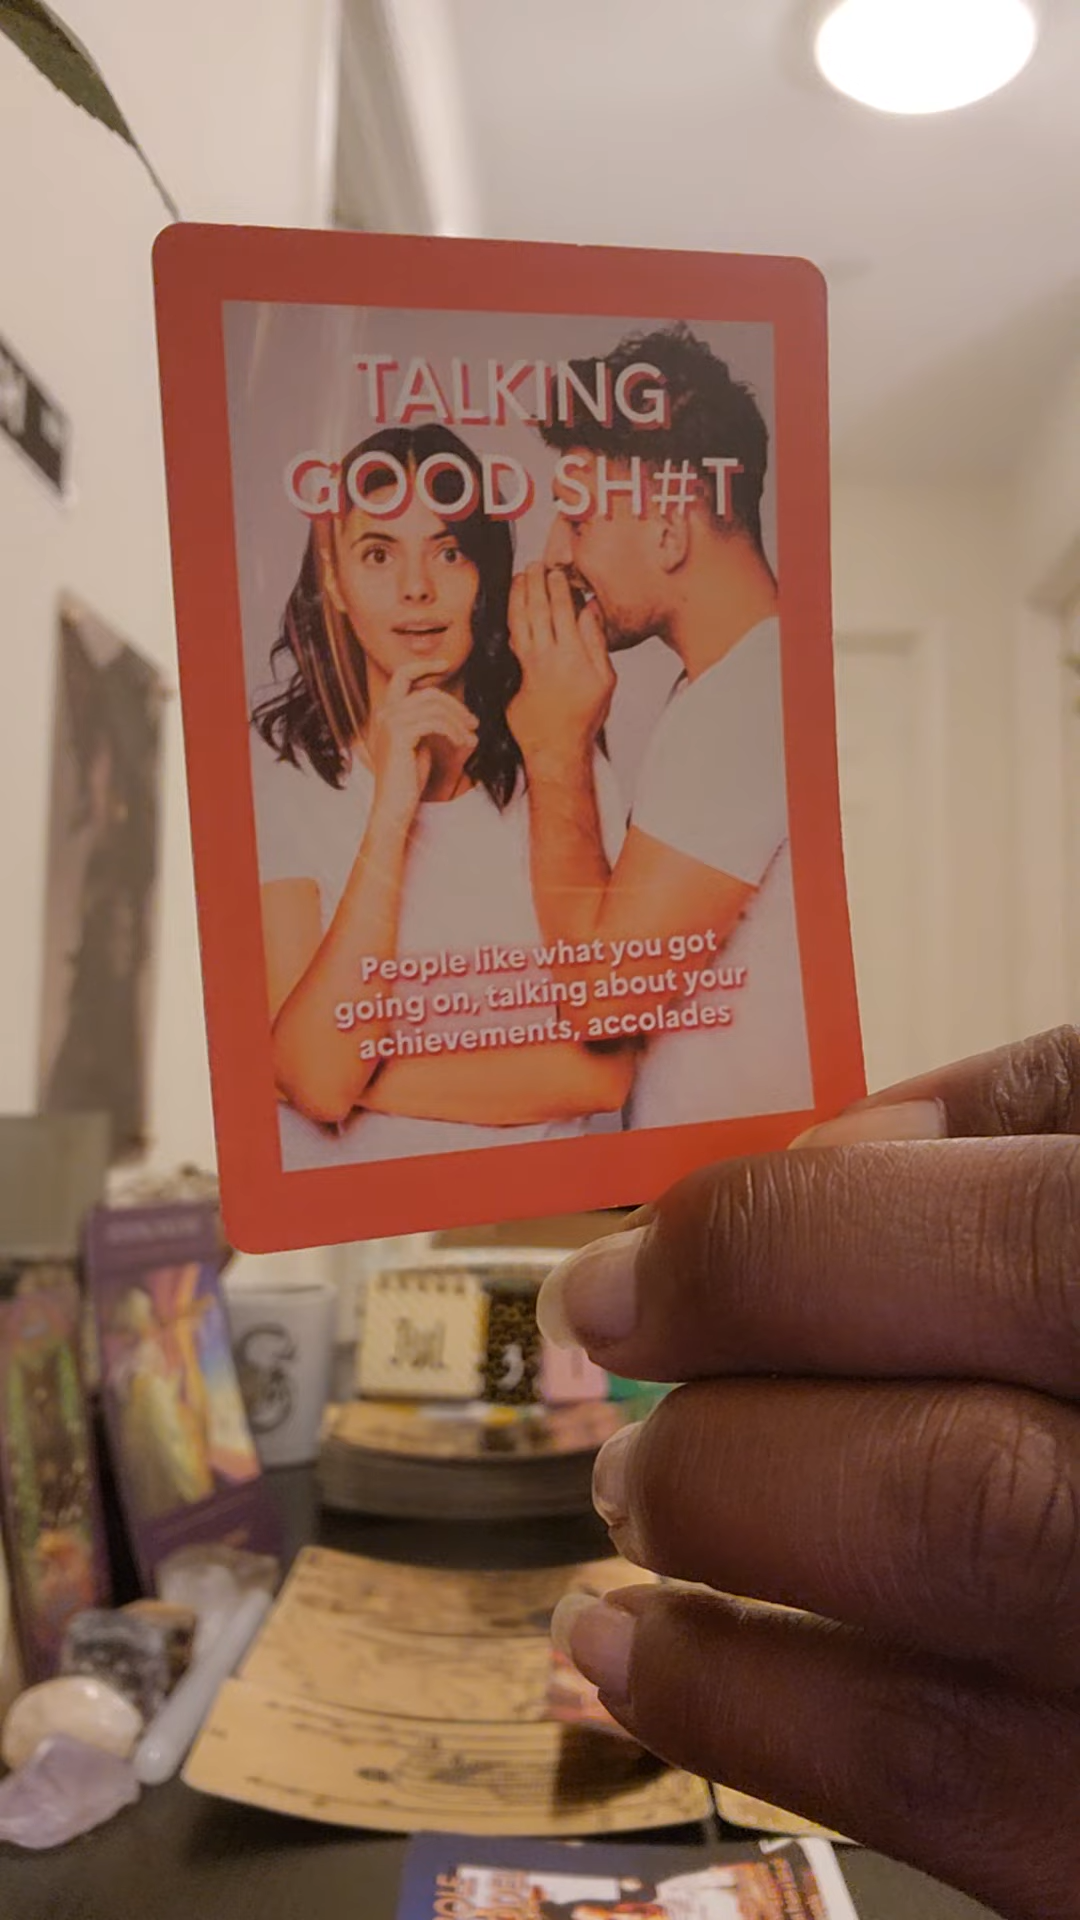 TALKING
GOOD SH#T
People like what you got
going on, talking about your
achievements, accolades